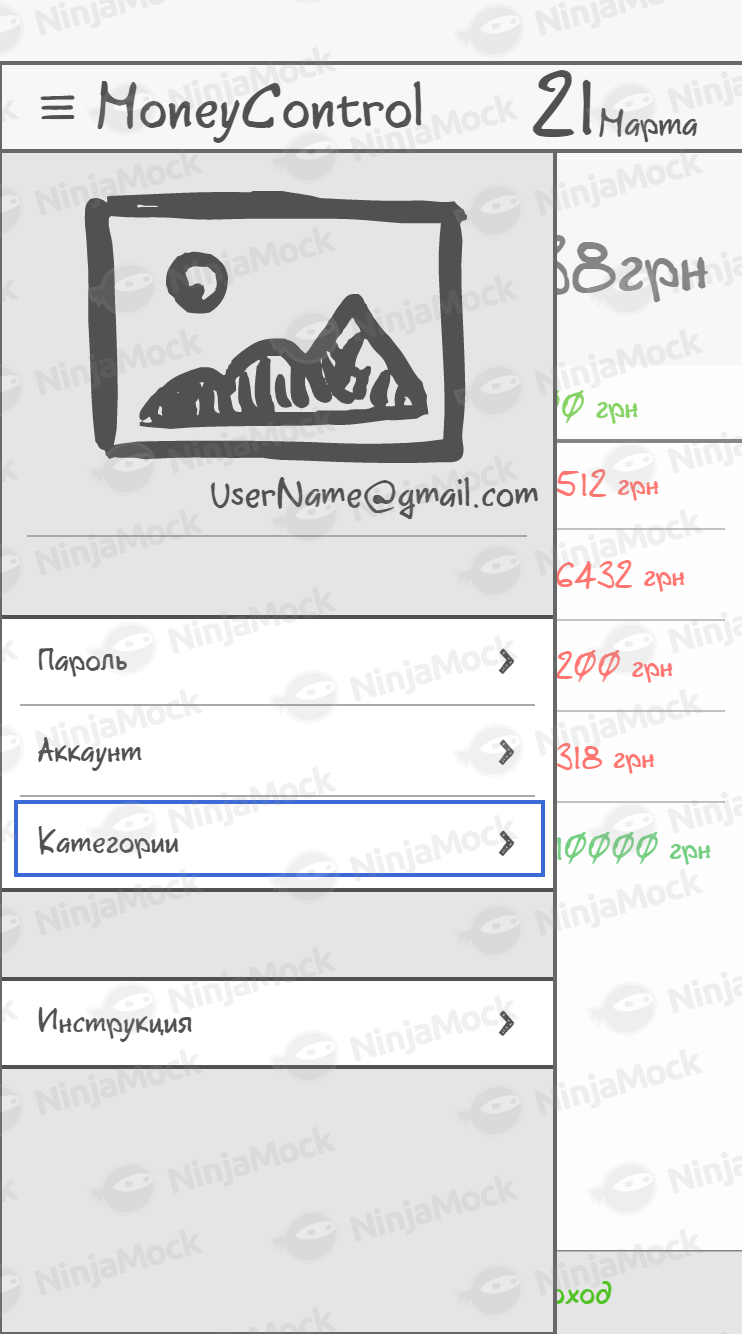 MoneyControl 21 Марта
38грн
0 грн
UserName@gmail.com
512 грн
6432 грн
200 грн
318 грн
10000 грн
Пароль
Аккаунт
Категории
Инструкция
оход
NinjaMock